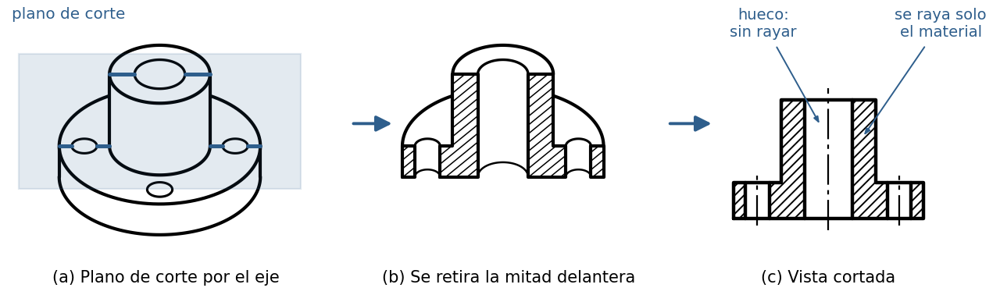 plano de corte
hueco:
sin rayar
se raya solo
el material
(a) Plano de corte por el eje
(b) Se retira la mitad delantera
(c) Vista cortada